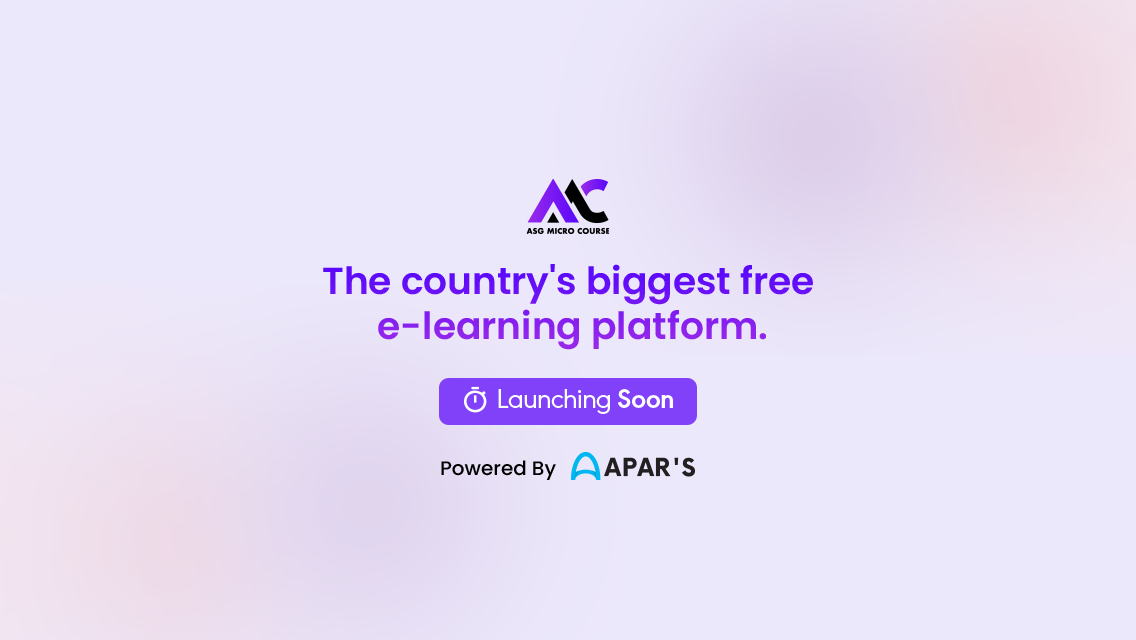 ASG MICRO COURSE
The country's biggest free
e-learning platform.
Launching Soon
Powered By APAR'S